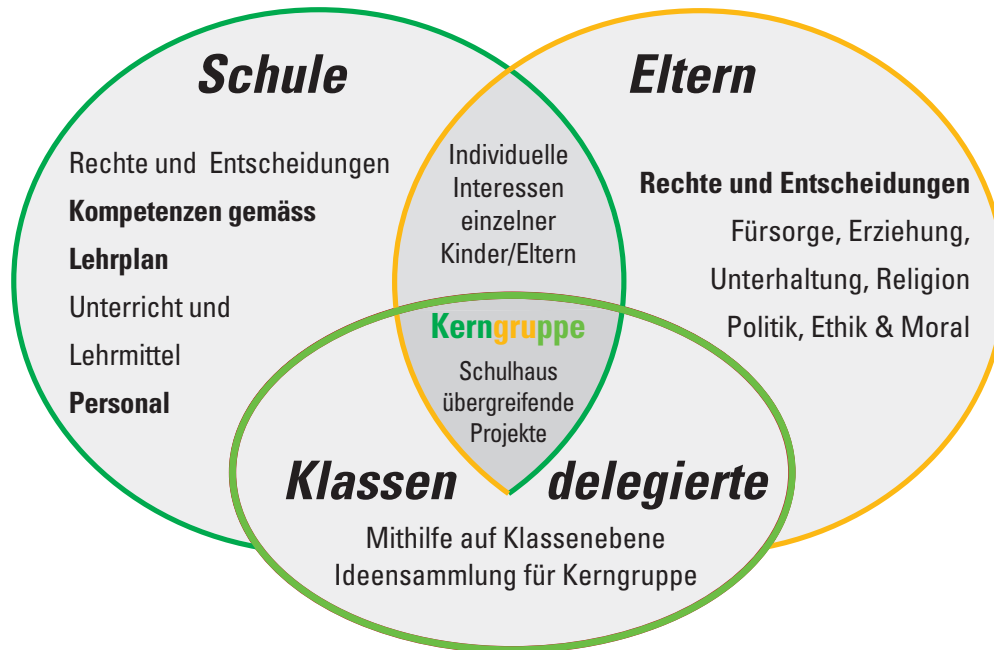 Schule
Rechte und Entscheidungen
Kompetenzen gemäss
Lehrplan
Unterricht und
Lehrmittel
Personal
Individuelle
Interessen
einzelner
Kinder/Eltern
Eltern
Rechte und Entscheidungen
Fürsorge, Erziehung,
Unterhaltung, Religion
Politik, Ethik & Moral
Kerngruppe
Schulhaus
übergreifende
Projekte
Klassen delegierte
Mithilfe auf Klassenebene
Ideensammlung für Kerngruppe